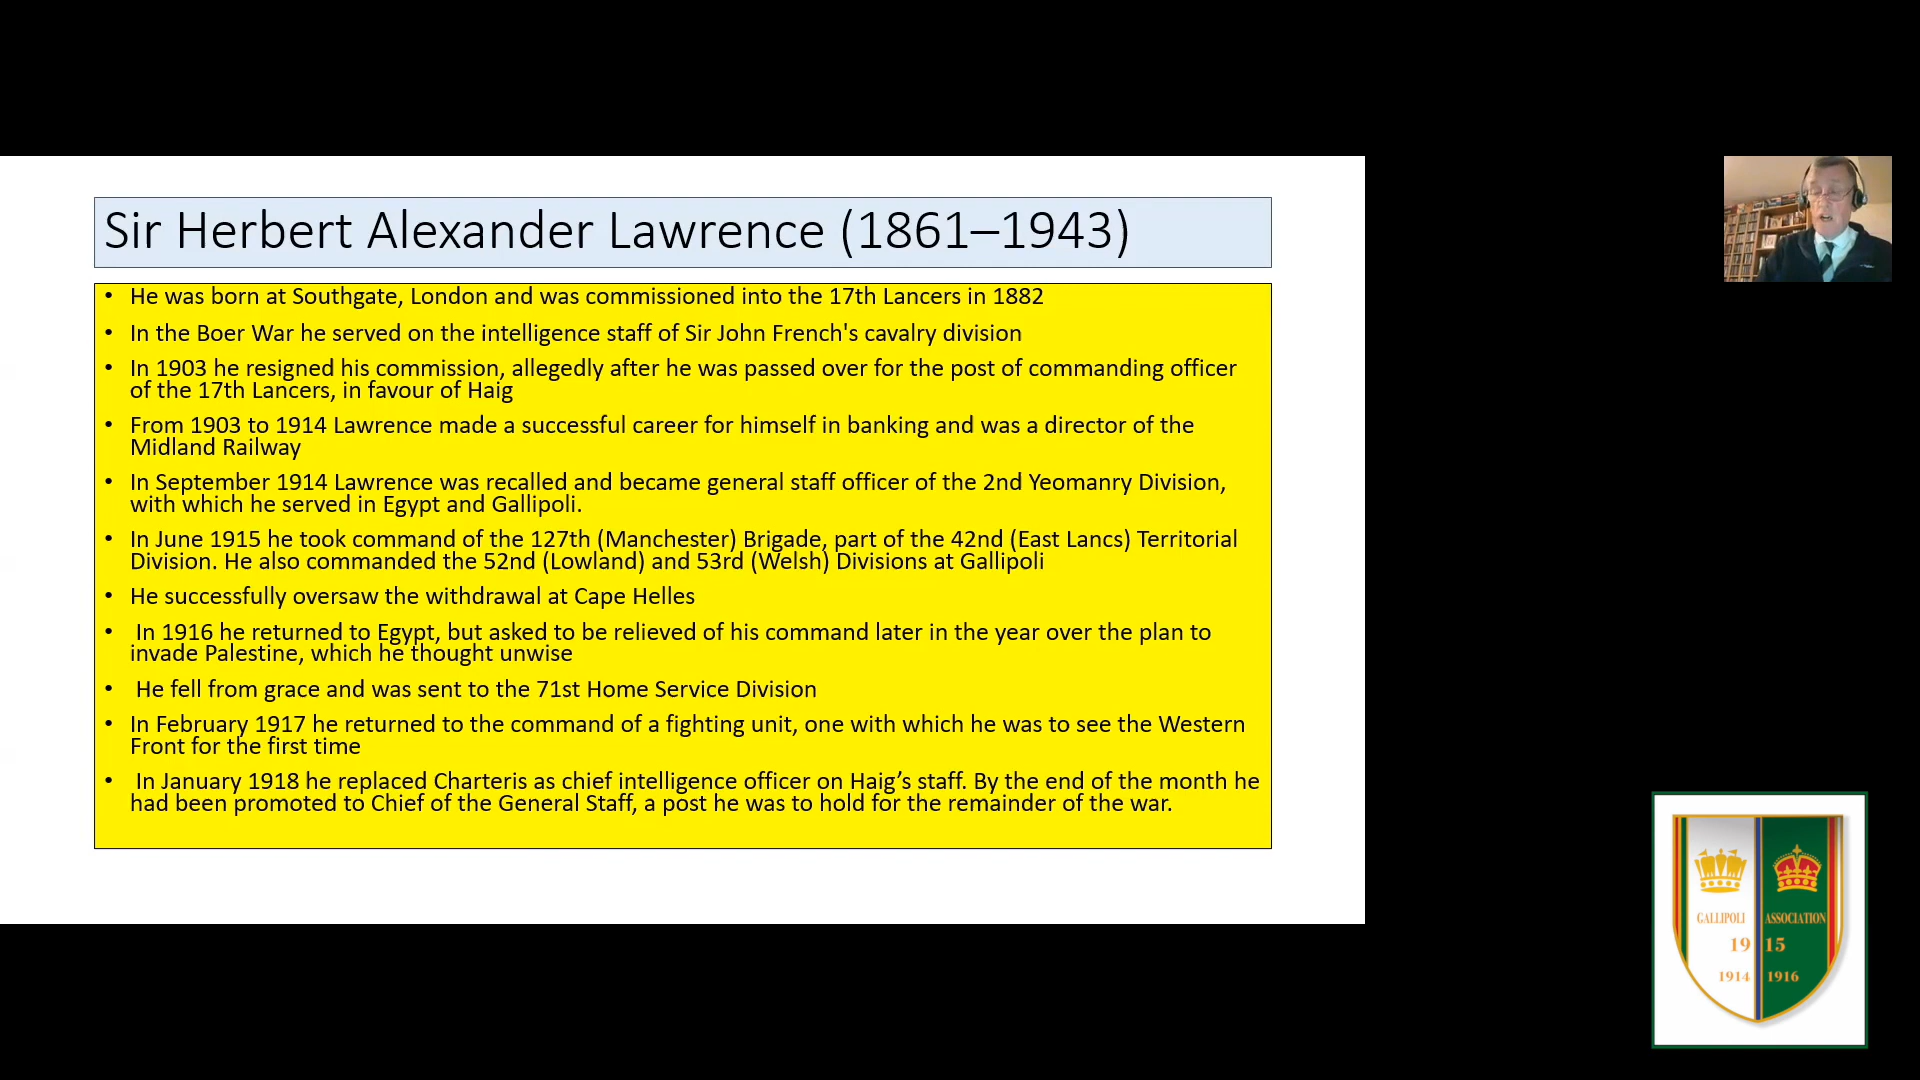 Sir Herbert Alexander Lawrence (1861–1943)
• He was born at Southgate, London and was commissioned into the 17th Lancers in 1882
• In the Boer War he served on the intelligence staff of Sir John French's cavalry division
• In 1903 he resigned his commission, allegedly after he was passed over for the post of commanding officer
of the 17th Lancers, in favour of Haig
• From 1903 to 1914 Lawrence made a successful career for himself in banking and was a director of the
Midland Railway
• In September 1914 Lawrence was recalled and became general staff officer of the 2nd Yeomanry Division,
with which he served in Egypt and Gallipoli.
• In June 1915 he took command of the 127th (Manchester) Brigade, part of the 42nd (East Lancs) Territorial
Division. He also commanded the 52nd (Lowland) and 53rd (Welsh) Divisions at Gallipoli
• He successfully oversaw the withdrawal at Cape Helles
• In 1916 he returned to Egypt, but asked to be relieved of his command later in the year over the plan to
invade Palestine, which he thought unwise
• He fell from grace and was sent to the 71st Home Service Division
• In February 1917 he returned to the command of a fighting unit, one with which he was to see the Western
Front for the first time
• In January 1918 he replaced Charteris as chief intelligence officer on Haig’s staff. By the end of the month he
had been promoted to Chief of the General Staff, a post he was to hold for the remainder of the war.
GALLIPOLI ASSOCIATION
19 15
1914 1916